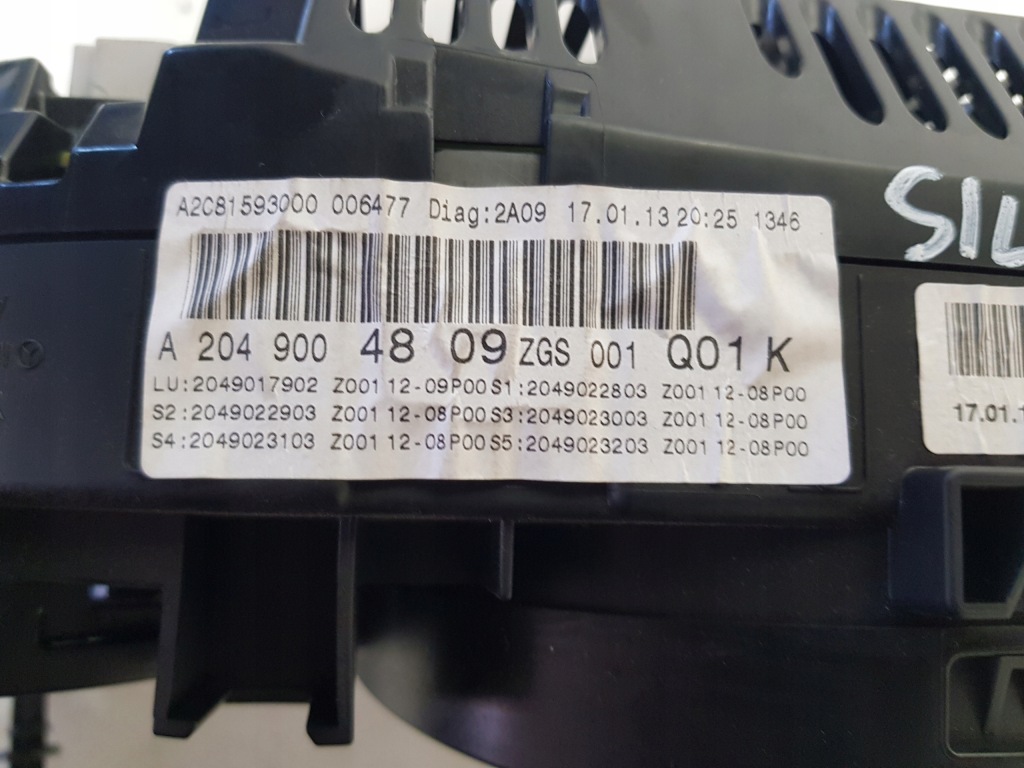 A2C81593000 006477 Diag:2A09 17.01.13 20:25 1346
A 204 900 48 09 ZGS 001 Q01 K
LU:2049017902 Z001 12-09P00 S1:2049022803 Z001 12-08P00
S2:2049022903 Z001 12-08P00 S3:2049023003 Z001 12-08P00
S4:2049023103 Z001 12-08P00 S5:2049023203 Z001 12-08P00
SIL
17.01.1